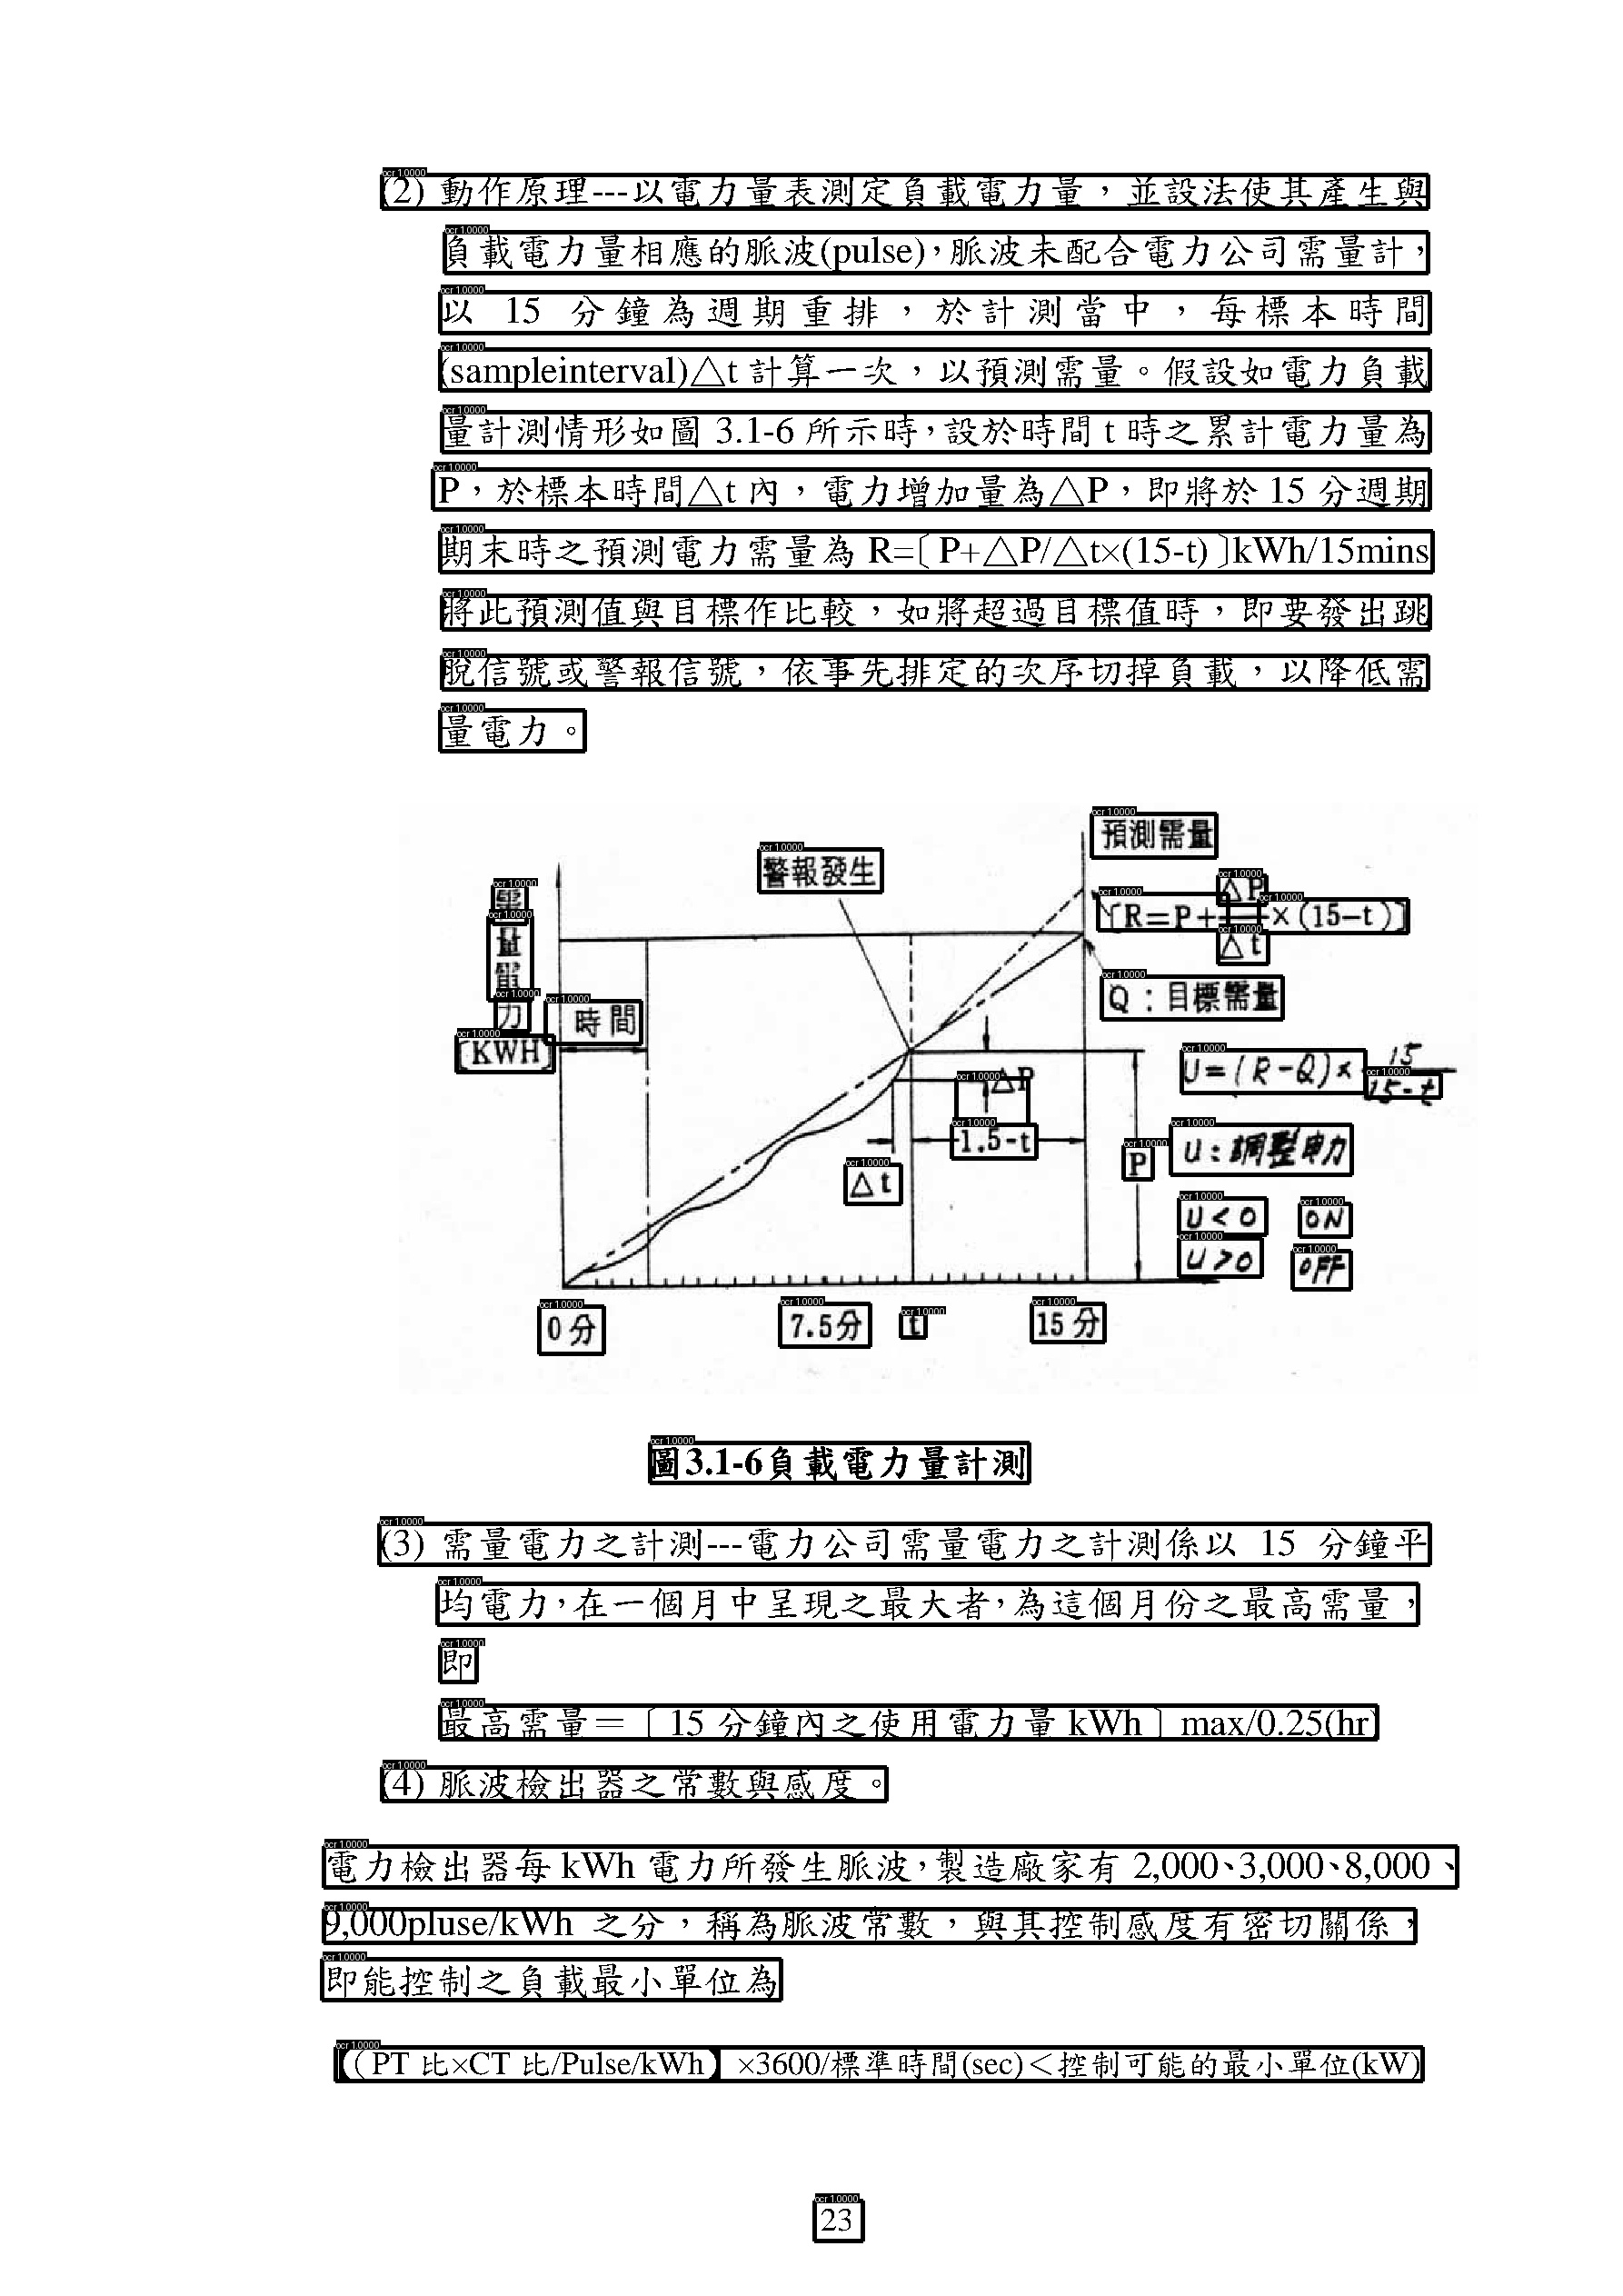 (2) 動作原理---以電力量表測定負載電力量，並設法使其產生與
負載電力量相應的脈波(pulse)，脈波未配合電力公司需量計，
以 15 分鐘為週期重排，於計測當中，每標本時間
(sampleinterval)△t 計算一次，以預測需量。假設如電力負載
量計測情形如圖 3.1-6 所示時，設於時間 t 時之累計電力量為
P，於標本時間△t 內，電力增加量為△P，即將於 15 分週期
期末時之預測電力需量為 R=〔P+△P/△t×(15-t)〕kWh/15mins
將此預測值與目標作比較，如將超過目標值時，即要發出跳
脫信號或警報信號，依事先排定的次序切掉負載，以降低需
量電力。
預測需量
警報發生
〔R=P+△P/△t×(15-t)〕
需量電力
〔KWH〕
時間
Q：目標需量
U=(R-Q)×15/15-t
△P
1.5-t
P
U：調整电力
△t
U<0 ON
U>0 OFF
0分 7.5分 t 15分
圖3.1-6負載電力量計測
(3) 需量電力之計測---電力公司需量電力之計測係以 15 分鐘平
均電力，在一個月中呈現之最大者，為這個月份之最高需量，
即
最高需量＝〔15 分鐘內之使用電力量 kWh〕max/0.25(hr)
(4) 脈波檢出器之常數與感度。
電力檢出器每 kWh 電力所發生脈波，製造廠家有 2,000、3,000、8,000、
9,000pluse/kWh 之分，稱為脈波常數，與其控制感度有密切關係，
即能控制之負載最小單位為
【（PT 比×CT 比/Pulse/kWh】×3600/標準時間(sec)＜控制可能的最小單位(kW)
23